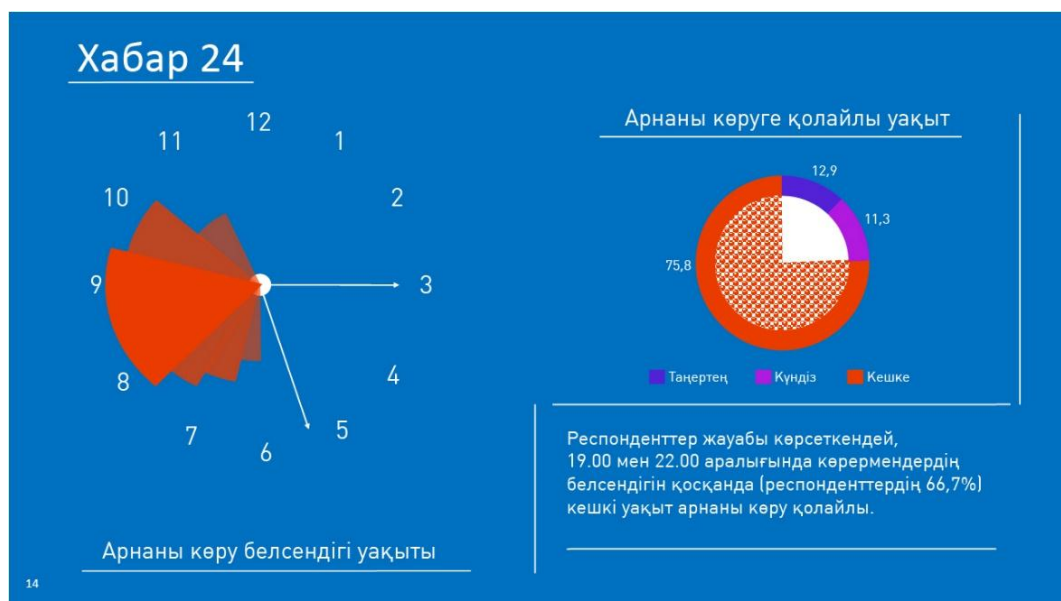 Хабар 24
12
1
2
3
4
5
6
7
8
9
10
11
Арнаны көру белсендігі уақыты
Арнаны көруге қолайлы уақыт
12,9
11,3
75,8
Таңертең
Күндіз
Кешке
Респонденттер жауабы көрсеткендей,
19.00 мен 22.00 аралығында көрермендердің
белсендігін қосқанда (респонденттердің 66,7%)
кешкі уақыт арнаны көру қолайлы.
14